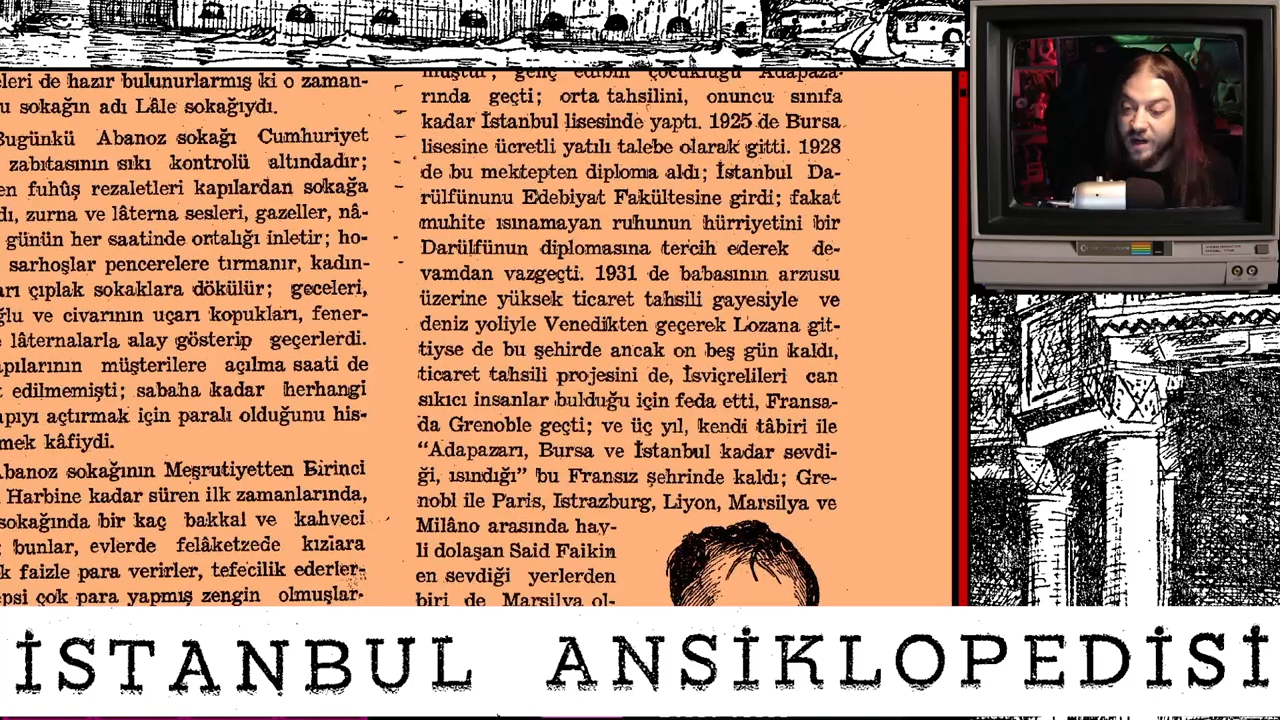 eleri de hazır bulunurlarmış ki o zaman-
u sokağın adı Lâle sokağıydı.
Bugünkü Abanoz sokağı Cumhuriyet
zabıtasının sıkı kontrolü altındadır;
en fuhûş rezaletleri kapılardan sokağa
dı, zurna ve lâterna sesleri, gazeller, nâ-
günün her saatinde ortalığı inletir; ho-
sarhoşlar pencerelere tırmanır, kadın-
arı çıplak sokaklara dökülür; geceleri,
ğlu ve civarının uçarı kopukları, fener-
e lâternalarla alay gösterip geçerlerdi.
apılarının müşterilere açılma saati de
t edilmemişti; sabaha kadar herhangi
apıyı açtırmak için paralı olduğunu his-
mek kâfiydi.
Abanoz sokağının Meşrutiyetten Birinci
Harbine kadar süren ilk zamanlarında,
sokağında bir kaç bakkal ve kahveci
; bunlar, evlerde felâketzede kızlara
k faizle para verirler, tefecilik ederler-
epsi çok para yapmış zengin olmuşlar-
muştur, genç edibin çocukluğu Adapaza-
rında geçti; orta tahsilini, onuncu sınıfa
kadar İstanbul lisesinde yaptı. 1925 de Bursa
lisesine ücretli yatılı talebe olarak gitti. 1928
de bu mektepten diploma aldı; İstanbul Da-
rülfünunu Edebiyat Fakültesine girdi; fakat
muhite ısınamayan ruhunun hürriyetini bir
Darülfünun diplomasına tercih ederek de-
vamdan vazgeçti. 1931 de babasının arzusu
üzerine yüksek ticaret tahsili gayesiyle ve
deniz yoliyle Venedikten geçerek Lozana git-
tiyse de bu şehirde ancak on beş gün kaldı,
ticaret tahsili projesini de, İsviçrelileri can
sıkıcı insanlar bulduğu için feda etti, Fransa-
da Grenoble geçti; ve üç yıl, kendi tâbiri ile
“Adapazarı, Bursa ve İstanbul kadar sevdi-
ği, ısındığı” bu Fransız şehrinde kaldı; Gre-
nobl ile Paris, Istrazburg, Liyon, Marsilya ve
Milâno arasında hay-
li dolaşan Said Faikin
en sevdiği yerlerden
biri de Marsilya ol-
İSTANBUL ANSİKLOPEDİSİ